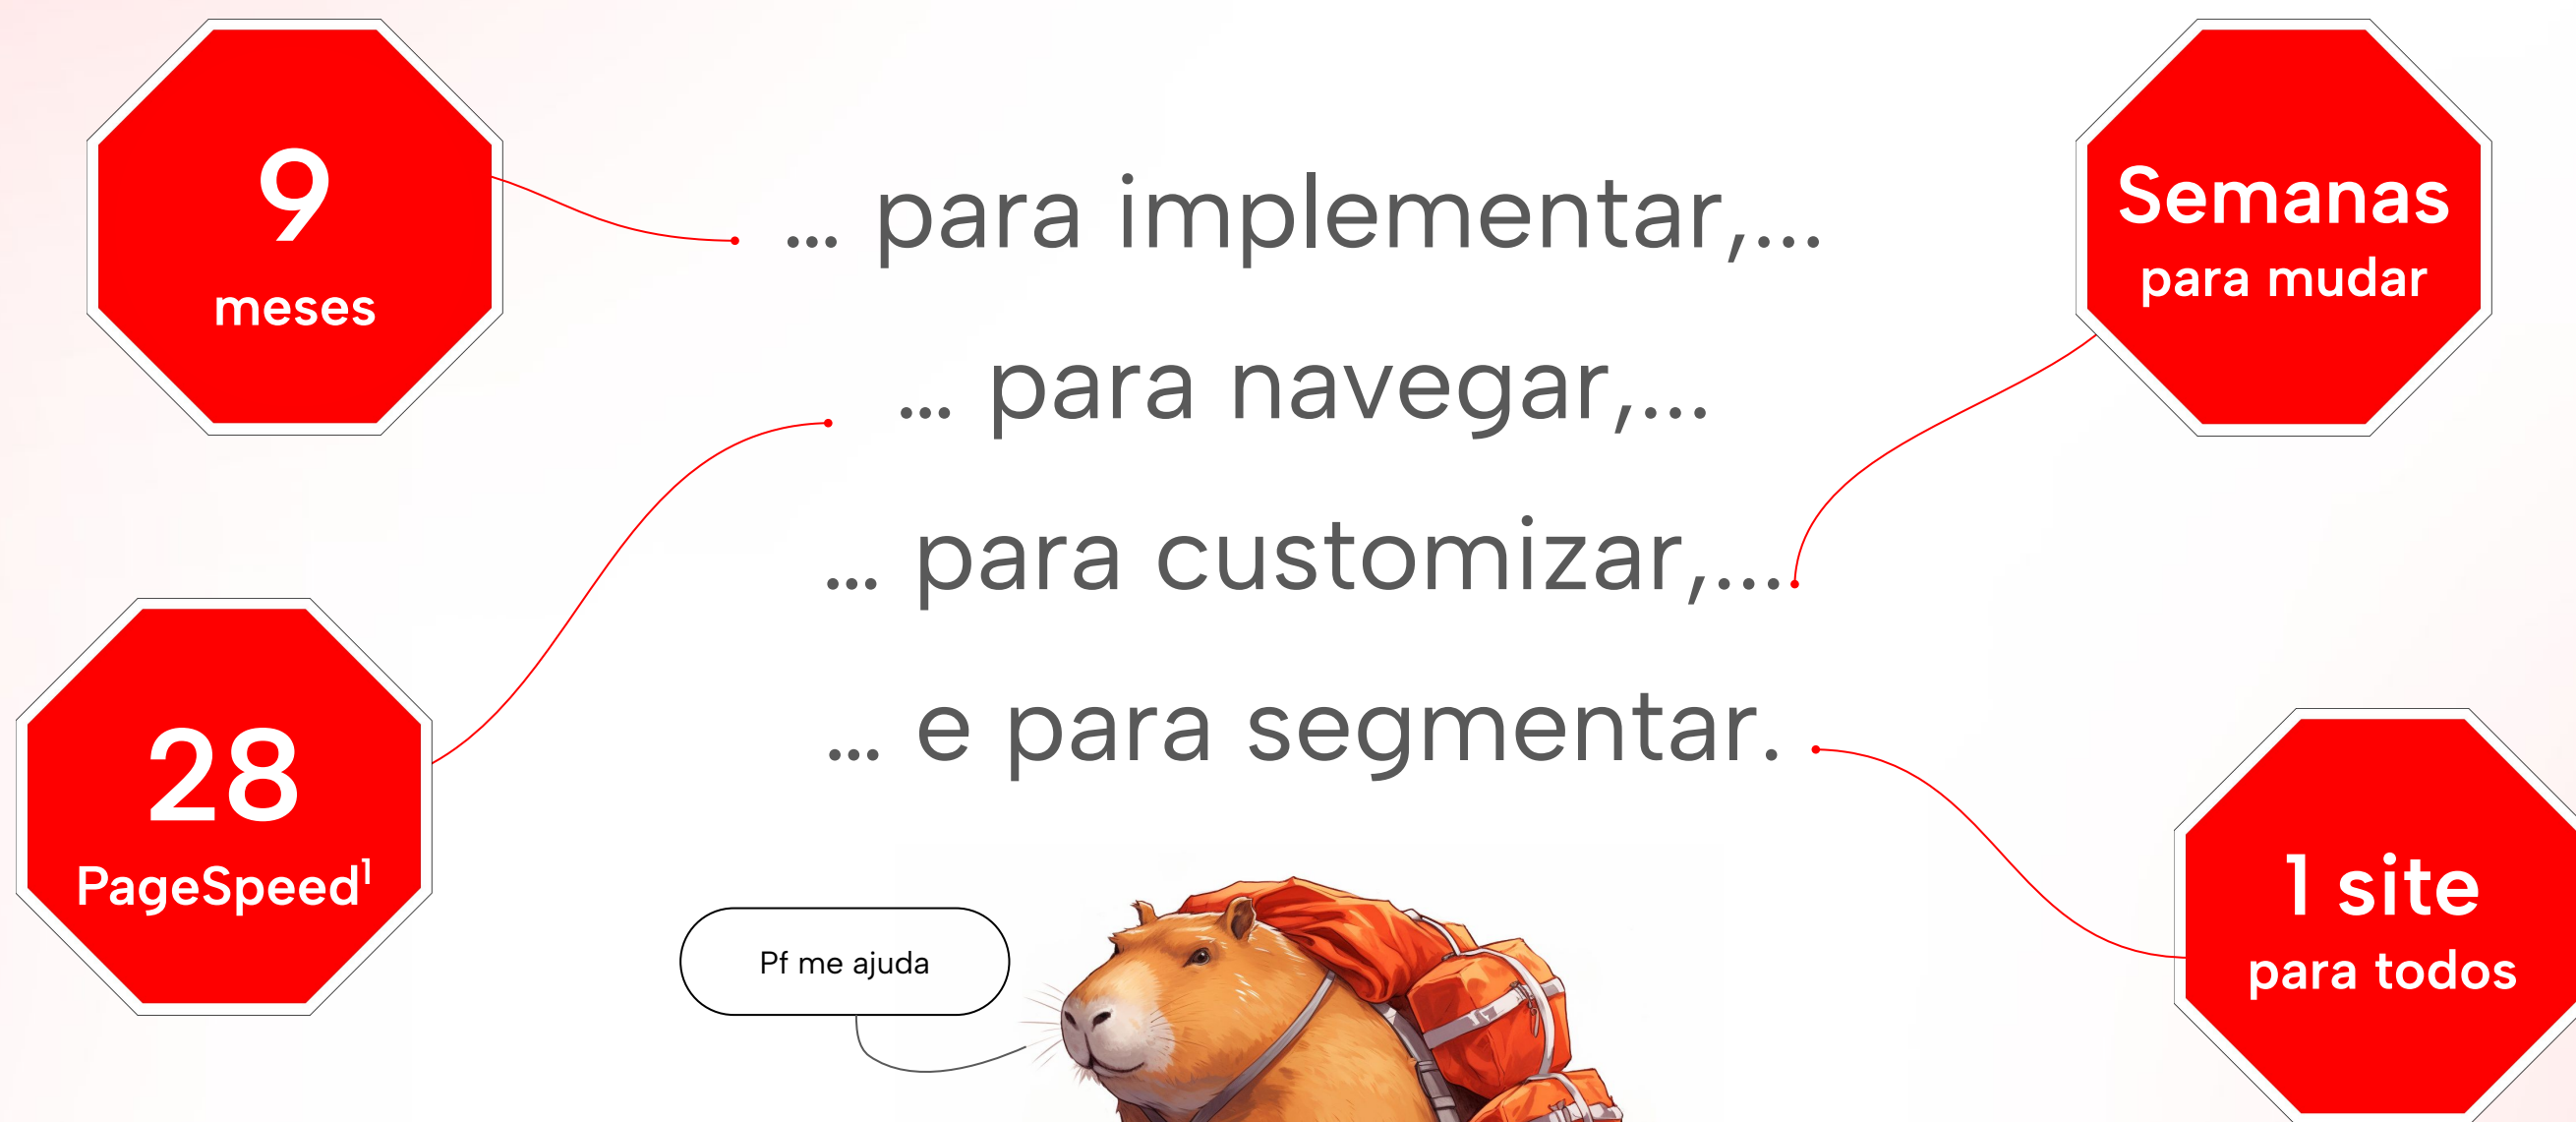 9
meses
... para implementar,...
Semanas
para mudar
... para navegar,...
... para customizar,...
28
PageSpeed¹
... e para segmentar.
1 site
para todos
Pf me ajuda